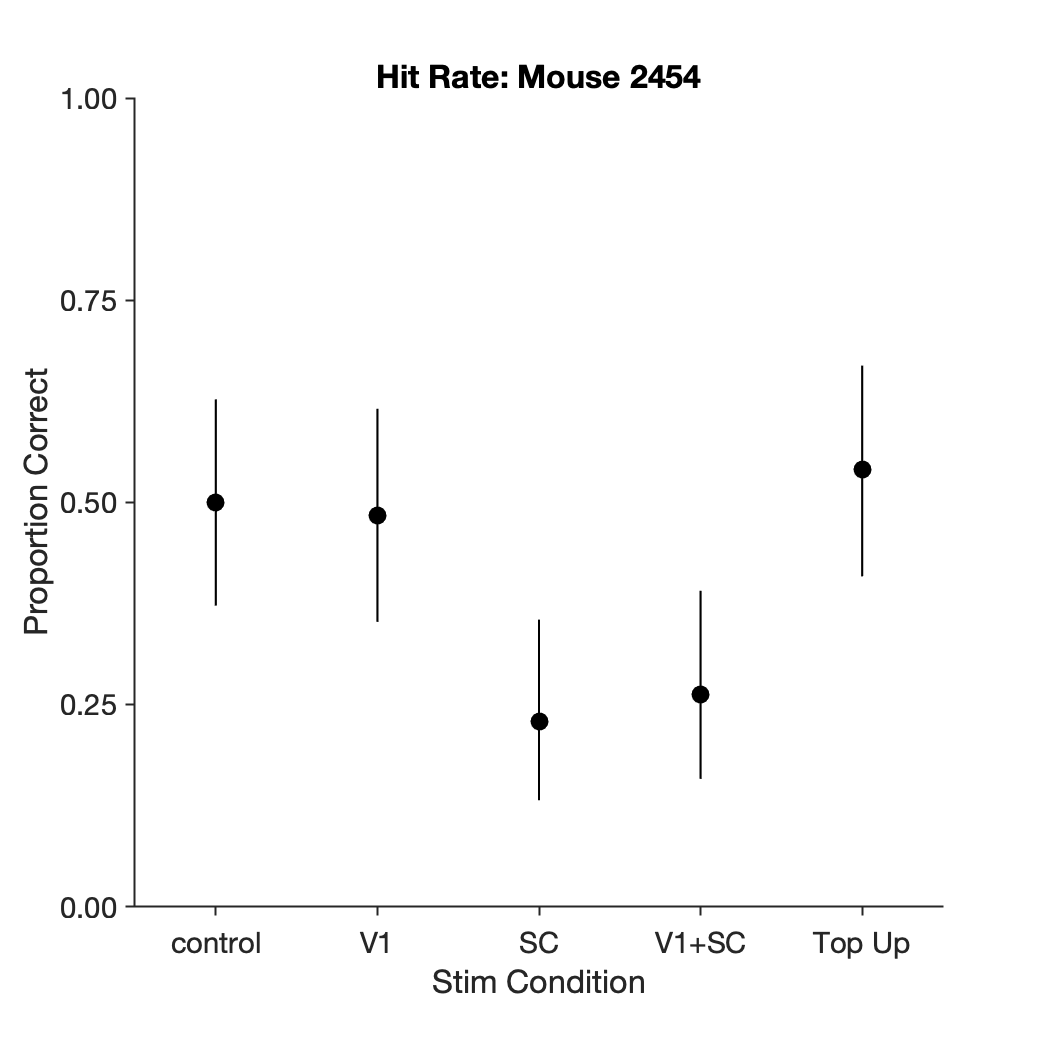 Hit Rate: Mouse 2454
1.00
0.75
0.50
0.25
0.00
Proportion Correct
control
V1
SC
V1+SC
Top Up
Stim Condition